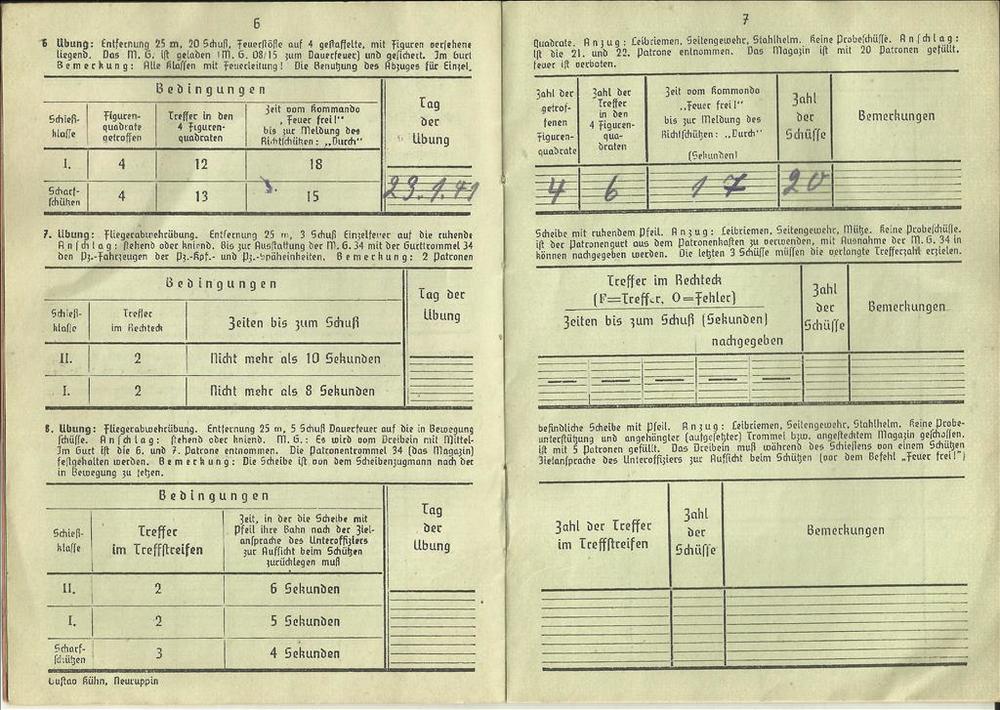 6
6 Übung: Entfernung 25 m, 20 Schuß, Feuerstöße auf 4 gestaffelte, mit Figuren versehene
liegend. Das M. G. ist geladen (M. G. 08/15 zum Dauerfeuer) und gesichert. Im Gurt
Bemerkung: Alle Klassen mit Feuerleitung! Die Benutzung des Abzuges für Einzel.
Bedingungen
Schieß-
klasse
Figuren-
quadrate
getroffen
Treffer in den
4 Figuren-
quadraten
Zeit vom Kommando
„Feuer frei!"
bis zur Meldung des
Richtschützen: „Durch"
Tag
der
Übung
I. 4 12 18
Scharf-
schützen 4 13 15
23.1.41
7. Übung: Fliegerabwehrübung. Entfernung 25 m, 3 Schuß Einzelfeuer auf die ruhende
Anschlag: stehend oder kniend. Bis zur Ausstattung der M. G. 34 mit der Gurttrommel 34
den Pz.-Fahrzeugen der Pz.-Kpf.- und Pz.-Späheinheiten. Bemerkung: 2 Patronen
Bedingungen
Schieß-
klasse
Treffer
im Rechteck
Zeiten bis zum Schuß
Tag der
Übung
II. 2 Nicht mehr als 10 Sekunden
I. 2 Nicht mehr als 8 Sekunden
8. Übung: Fliegerabwehrübung. Entfernung 25 m, 5 Schuß Dauerfeuer auf die in Bewegung
schüsse. Anschlag: stehend oder kniend. M. G.: Es wird vom Dreibein mit Mittel-
Im Gurt ist die 6. und 7. Patrone entnommen. Die Patronentrommel 34 (das Magazin)
festgehalten werden. Bemerkung: Die Scheibe ist von dem Scheibenzugmann nach der
in Bewegung zu setzen.
Bedingungen
Schieß-
klasse
Treffer
im Treffstreifen
Zeit, in der die Scheibe mit
Pfeil ihre Bahn nach der Ziel-
ansprache des Unteroffiziers
zur Aufsicht beim Schützen
zurücklegen muß
Tag
der
Übung
II. 2 6 Sekunden
I. 2 5 Sekunden
Scharf-
schützen 3 4 Sekunden
Gustav Kühn, Neuruppin
7
Quadrate. Anzug: Leibriemen, Seitengewehr, Stahlhelm. Keine Probeschüsse. Anschlag:
ist die 21. und 22. Patrone entnommen. Das Magazin ist mit 20 Patronen gefüllt.
feuer ist verboten.
Zahl der
getrof-
fenen
Figuren-
quadrate
Zahl der
Treffer
in den
4 Figuren-
qua-
draten
Zeit vom Kommando
„Feuer frei!"
bis zur Meldung des
Richtschützen: „Durch"
(Sekunden)
Zahl
der
Schüsse
Bemerkungen
4 6 17 20
Scheibe mit ruhendem Pfeil. Anzug: Leibriemen, Seitengewehr, Mütze. Keine Probeschüsse.
ist der Patronengurt aus dem Patronenkasten zu verwenden, mit Ausnahme der M. G. 34 in
können nachgegeben werden. Die letzten 3 Schüsse müssen die verlangte Trefferzahl erzielen.
Treffer im Rechteck
(F=Treffer, O=Fehler)
Zeiten bis zum Schuß (Sekunden)
nachgegeben
Zahl
der
Schüsse
Bemerkungen
befindliche Scheibe mit Pfeil. Anzug: Leibriemen, Seitengewehr, Stahlhelm. Keine Probe-
unterstützung und angehängter (aufgesetzter) Trommel bzw. angestecktem Magazin geschossen.
ist mit 5 Patronen gefüllt. Das Dreibein muß während des Schießens von einem Schützen
Zielansprache des Unteroffiziers zur Aufsicht beim Schützen (vor dem Befehl „Feuer frei!")
Zahl der Treffer
im Treffstreifen
Zahl
der
Schüsse
Bemerkungen